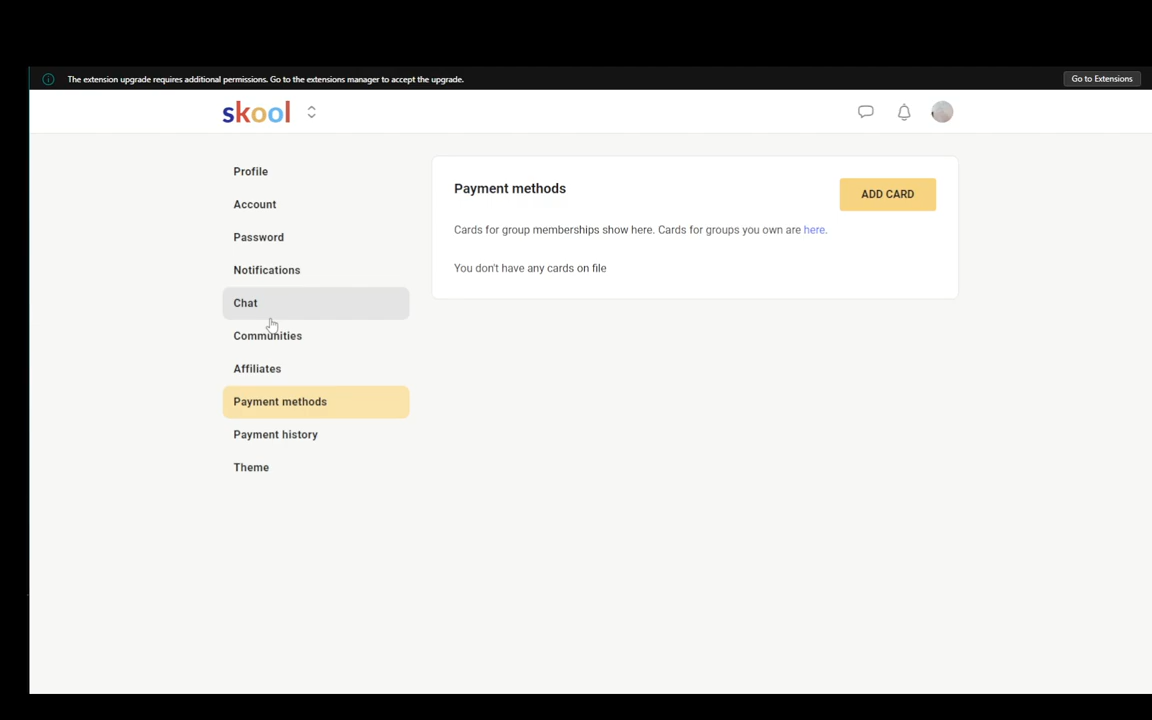 The extension upgrade requires additional permissions. Go to the extensions manager to accept the upgrade.
Go to Extensions
skool
Profile
Account
Password
Notifications
Chat
Communities
Affiliates
Payment methods
Payment history
Theme
Payment methods
ADD CARD
Cards for group memberships show here. Cards for groups you own are here.
You don't have any cards on file